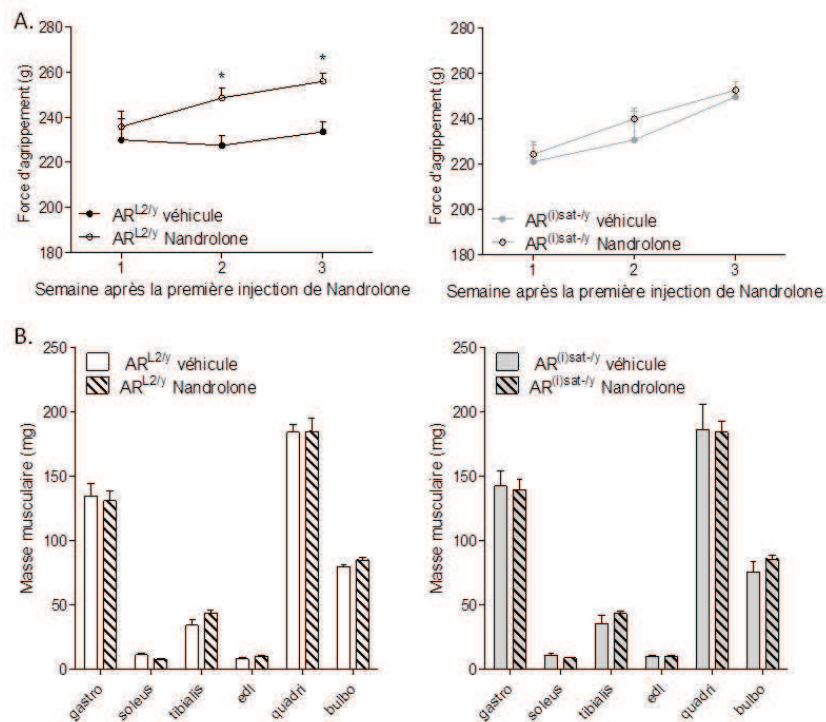 A.
Force d'agrippement (g)
280
260
240
220
200
180
AR^L2/y véhicule
AR^L2/y Nandrolone
*
*
1 2 3
Semaine après la première injection de Nandrolone
Force d'agrippement (g)
280
260
240
220
200
180
AR^(i)sat-/y véhicule
AR^(i)sat-/y Nandrolone
1 2 3
Semaine après la première injection de Nandrolone
B.
Masse musculaire (mg)
250
200
150
100
50
0
AR^L2/y véhicule
AR^L2/y Nandrolone
gastro soleus tibialis edl quadri bulbo
Masse musculaire (mg)
250
200
150
100
50
0
AR^(i)sat-/y véhicule
AR^(i)sat-/y Nandrolone
gastro soleus tibialis edl quadri bulbo